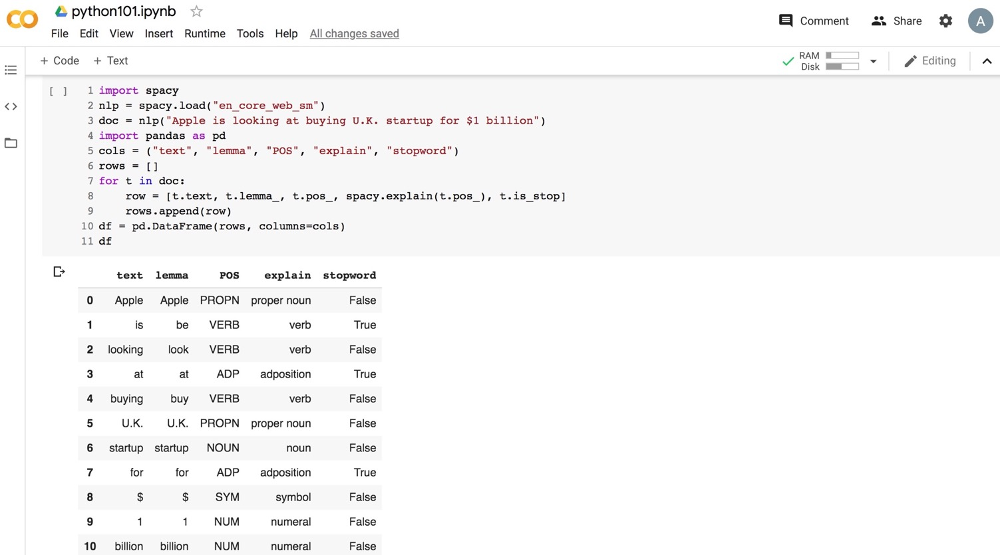 python101.ipynb
Comment Share A
File Edit View Insert Runtime Tools Help All changes saved
+ Code + Text
RAM
Disk
Editing
[ ] 1 import spacy
2 nlp = spacy.load("en_core_web_sm")
3 doc = nlp("Apple is looking at buying U.K. startup for $1 billion")
4 import pandas as pd
5 cols = ("text", "lemma", "POS", "explain", "stopword")
6 rows = []
7 for t in doc:
8     row = [t.text, t.lemma_, t.pos_, spacy.explain(t.pos_), t.is_stop]
9     rows.append(row)
10 df = pd.DataFrame(rows, columns=cols)
11 df
text lemma POS explain stopword
0 Apple Apple PROPN proper noun False
1 is be VERB verb True
2 looking look VERB verb False
3 at at ADP adposition True
4 buying buy VERB verb False
5 U.K. U.K. PROPN proper noun False
6 startup startup NOUN noun False
7 for for ADP adposition True
8 $ $ SYM symbol False
9 1 1 NUM numeral False
10 billion billion NUM numeral False